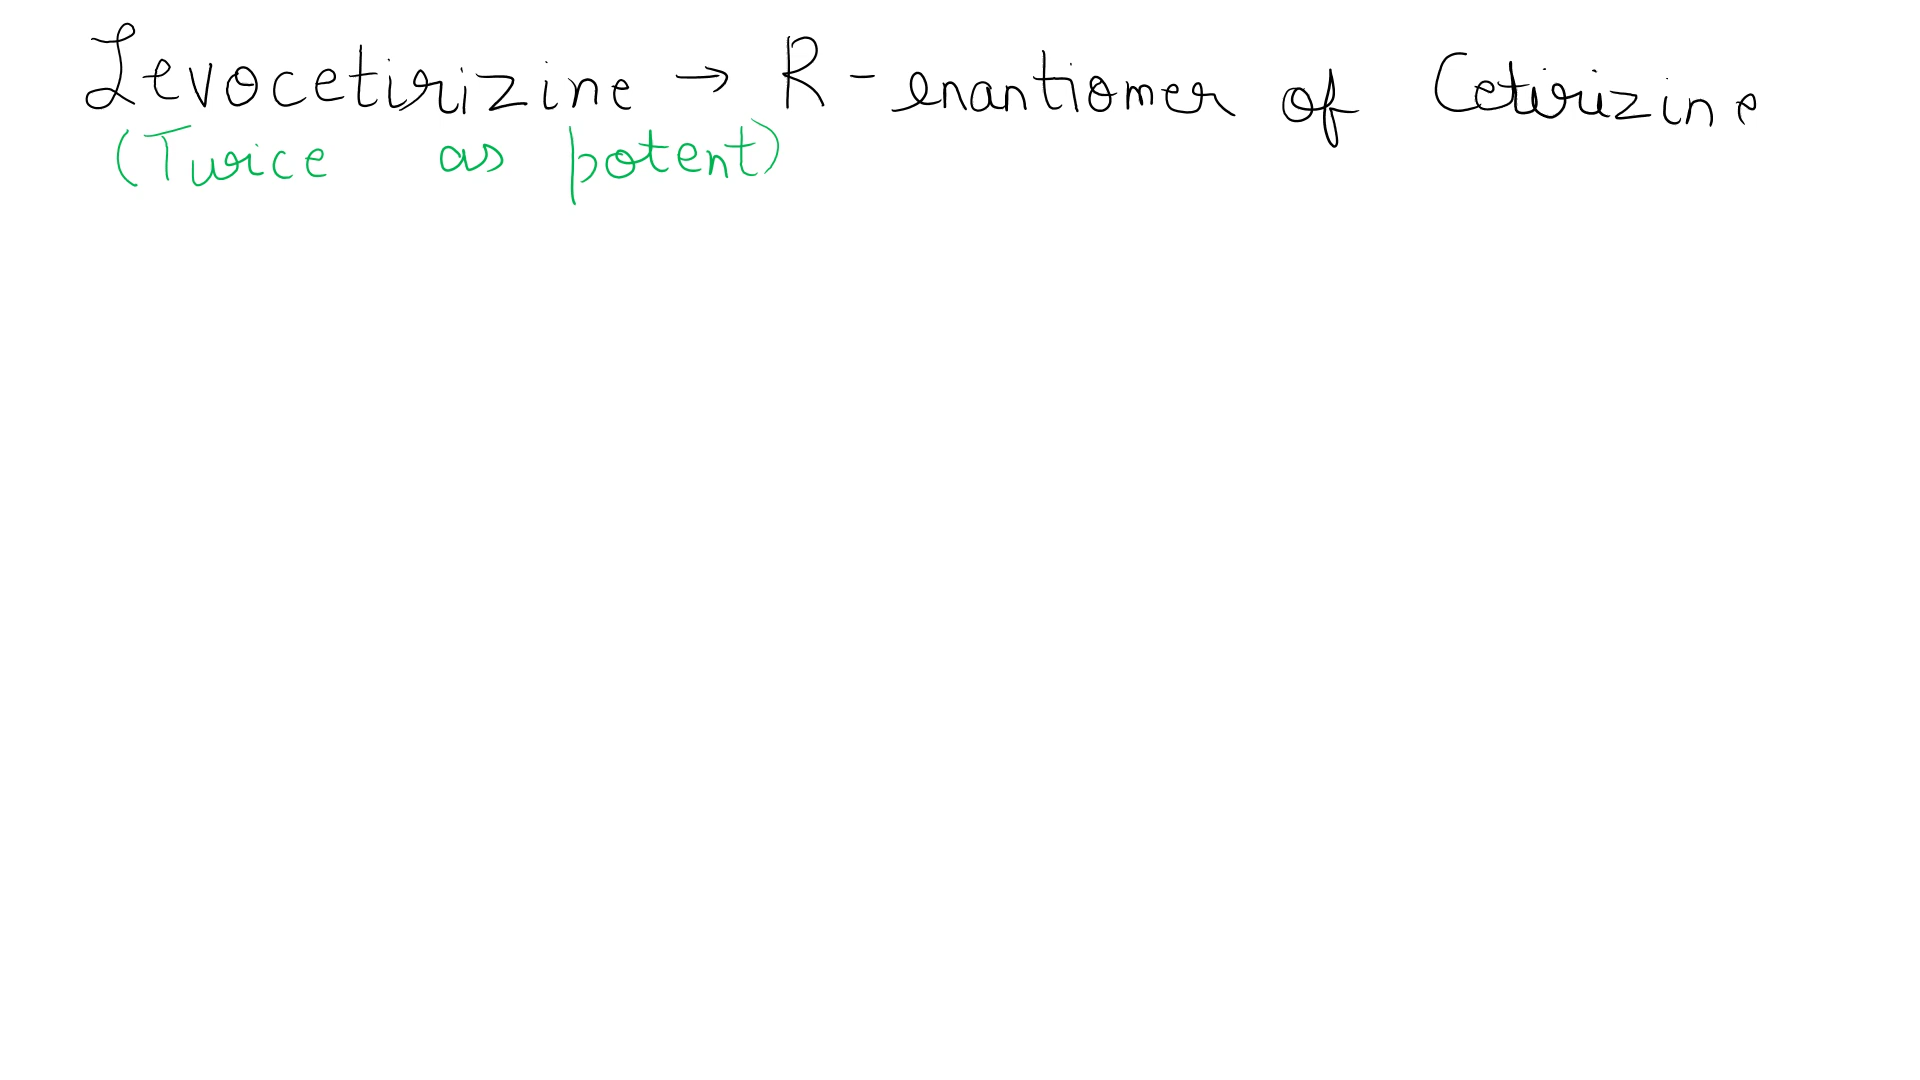 Levocetirizine → R - enantiomer of Cetirizine
(Twice as potent)